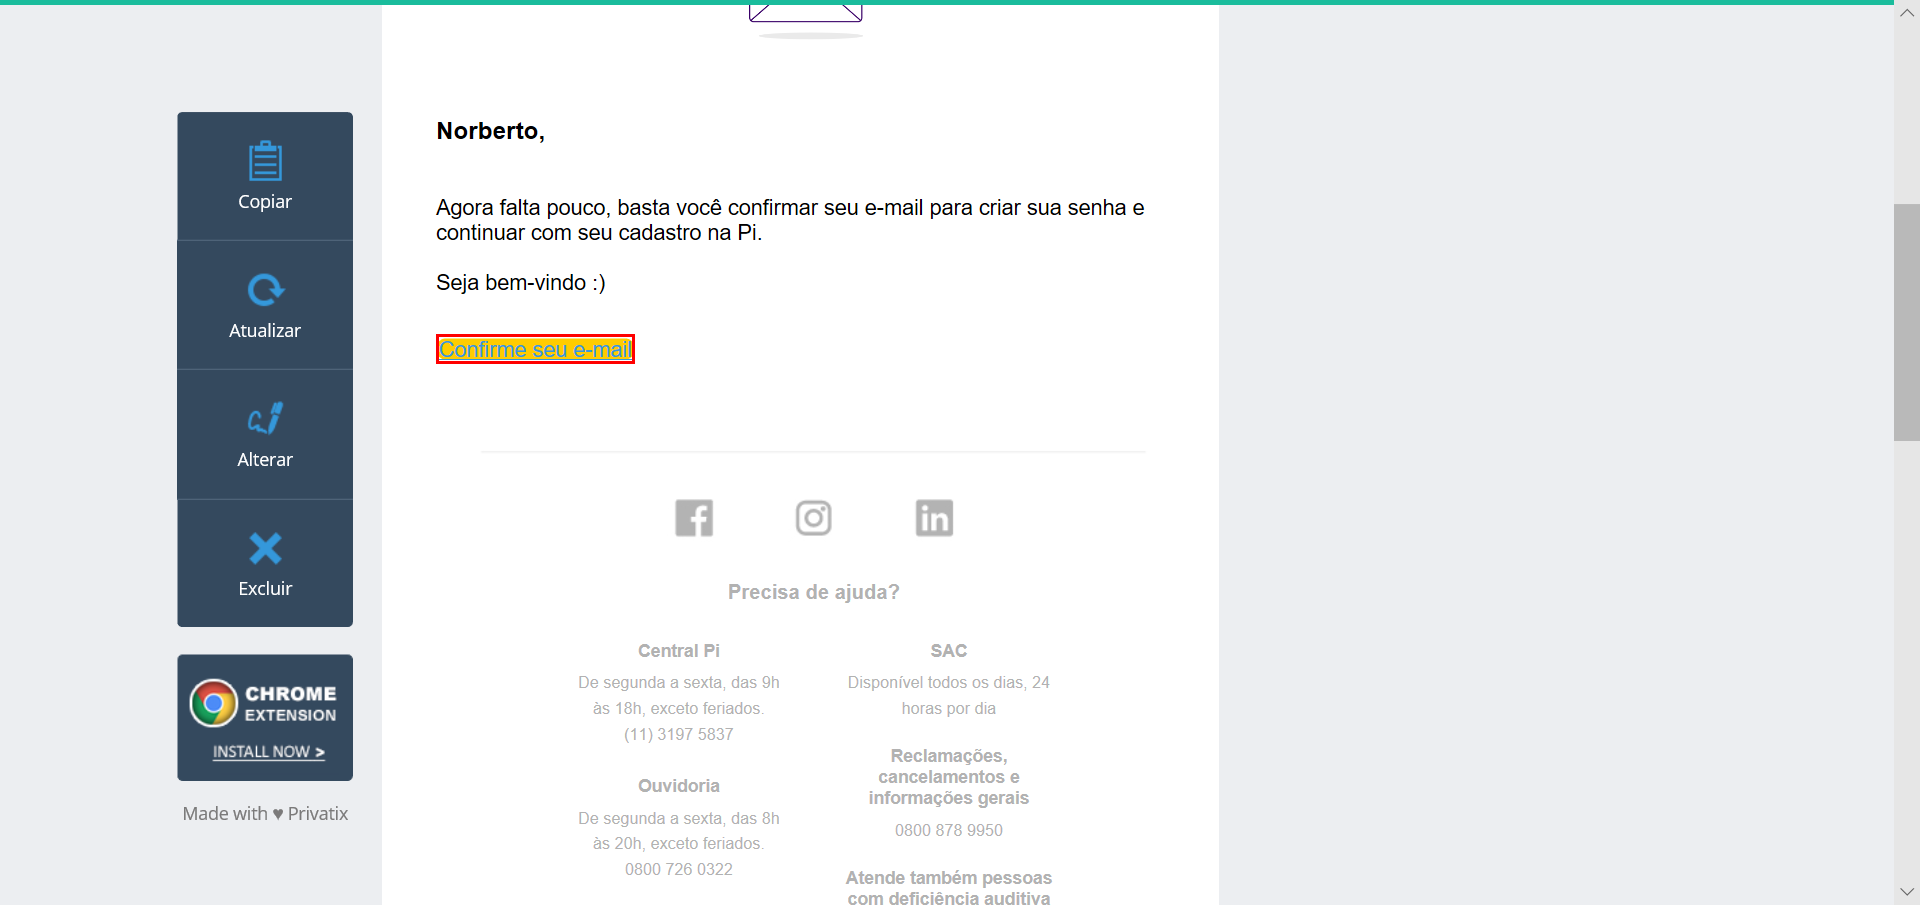 Copiar
Atualizar
Alterar
Excluir
CHROME
EXTENSION
INSTALL NOW >
Made with ♥ Privatix
Norberto,
Agora falta pouco, basta você confirmar seu e-mail para criar sua senha e
continuar com seu cadastro na Pi.
Seja bem-vindo :)
Confirme seu e-mail
Precisa de ajuda?
Central Pi
De segunda a sexta, das 9h
às 18h, exceto feriados.
(11) 3197 5837
Ouvidoria
De segunda a sexta, das 8h
às 20h, exceto feriados.
0800 726 0322
SAC
Disponível todos os dias, 24
horas por dia
Reclamações,
cancelamentos e
informações gerais
0800 878 9950
Atende também pessoas
com deficiência auditiva